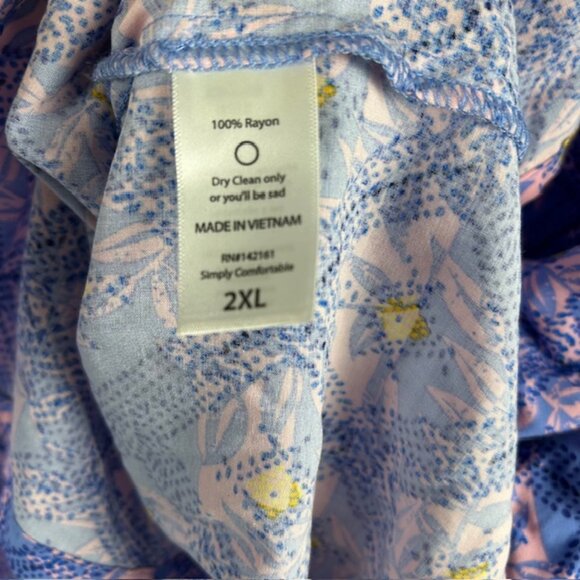 100% Rayon
Dry Clean only
or you'll be sad
MADE IN VIETNAM
RN#142161
Simply Comfortable
2XL